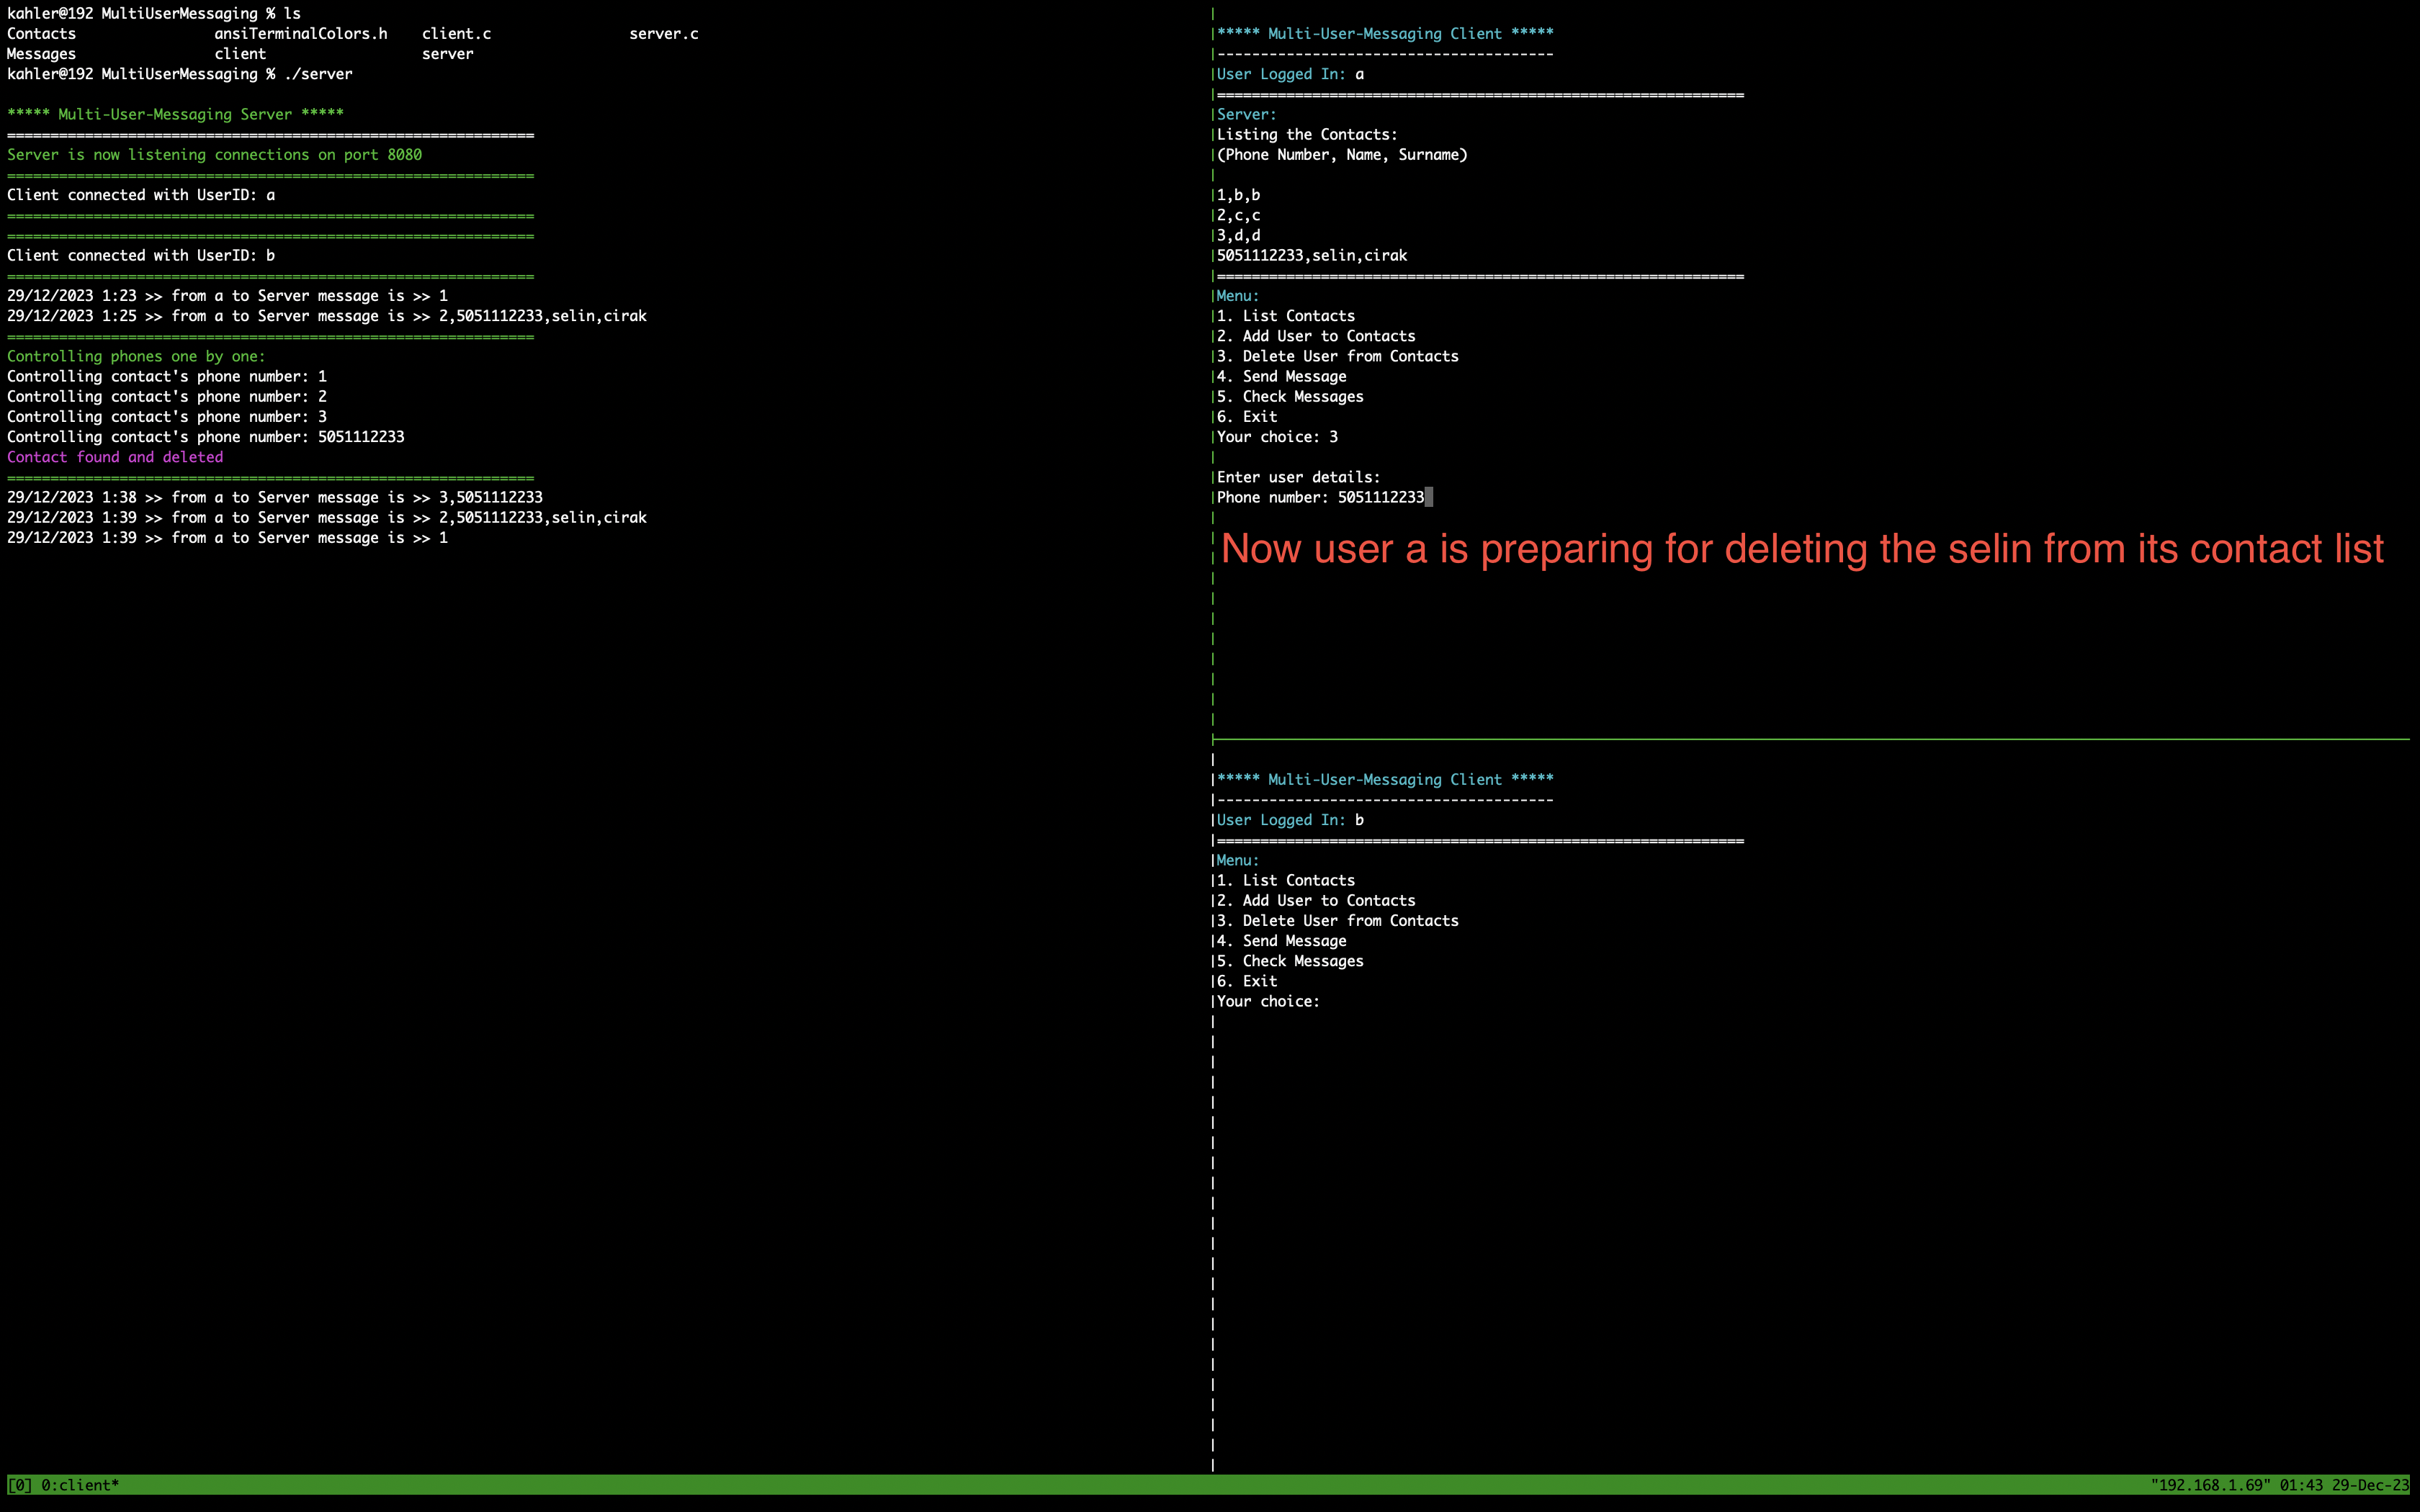 kahler@192 MultiUserMessaging % ls
Contacts ansiTerminalColors.h client.c server.c
Messages client server
kahler@192 MultiUserMessaging % ./server
***** Multi-User-Messaging Server *****
==============================================================
Server is now listening connections on port 8080
==============================================================
Client connected with UserID: a
==============================================================
==============================================================
Client connected with UserID: b
==============================================================
29/12/2023 1:23 >> from a to Server message is >> 1
29/12/2023 1:25 >> from a to Server message is >> 2,5051112233,selin,cirak
==============================================================
Controlling phones one by one:
Controlling contact's phone number: 1
Controlling contact's phone number: 2
Controlling contact's phone number: 3
Controlling contact's phone number: 5051112233
Contact found and deleted
==============================================================
29/12/2023 1:38 >> from a to Server message is >> 3,5051112233
29/12/2023 1:39 >> from a to Server message is >> 2,5051112233,selin,cirak
29/12/2023 1:39 >> from a to Server message is >> 1
***** Multi-User-Messaging Client *****
---------------------------------------
User Logged In: a
==============================================================
Server:
Listing the Contacts:
(Phone Number, Name, Surname)
1,b,b
2,c,c
3,d,d
5051112233,selin,cirak
==============================================================
Menu:
1. List Contacts
2. Add User to Contacts
3. Delete User from Contacts
4. Send Message
5. Check Messages
6. Exit
Your choice: 3
Enter user details:
Phone number: 5051112233
Now user a is preparing for deleting the selin from its contact list
***** Multi-User-Messaging Client *****
---------------------------------------
User Logged In: b
==============================================================
Menu:
1. List Contacts
2. Add User to Contacts
3. Delete User from Contacts
4. Send Message
5. Check Messages
6. Exit
Your choice:
[0] 0:client* "192.168.1.69" 01:43 29-Dec-23